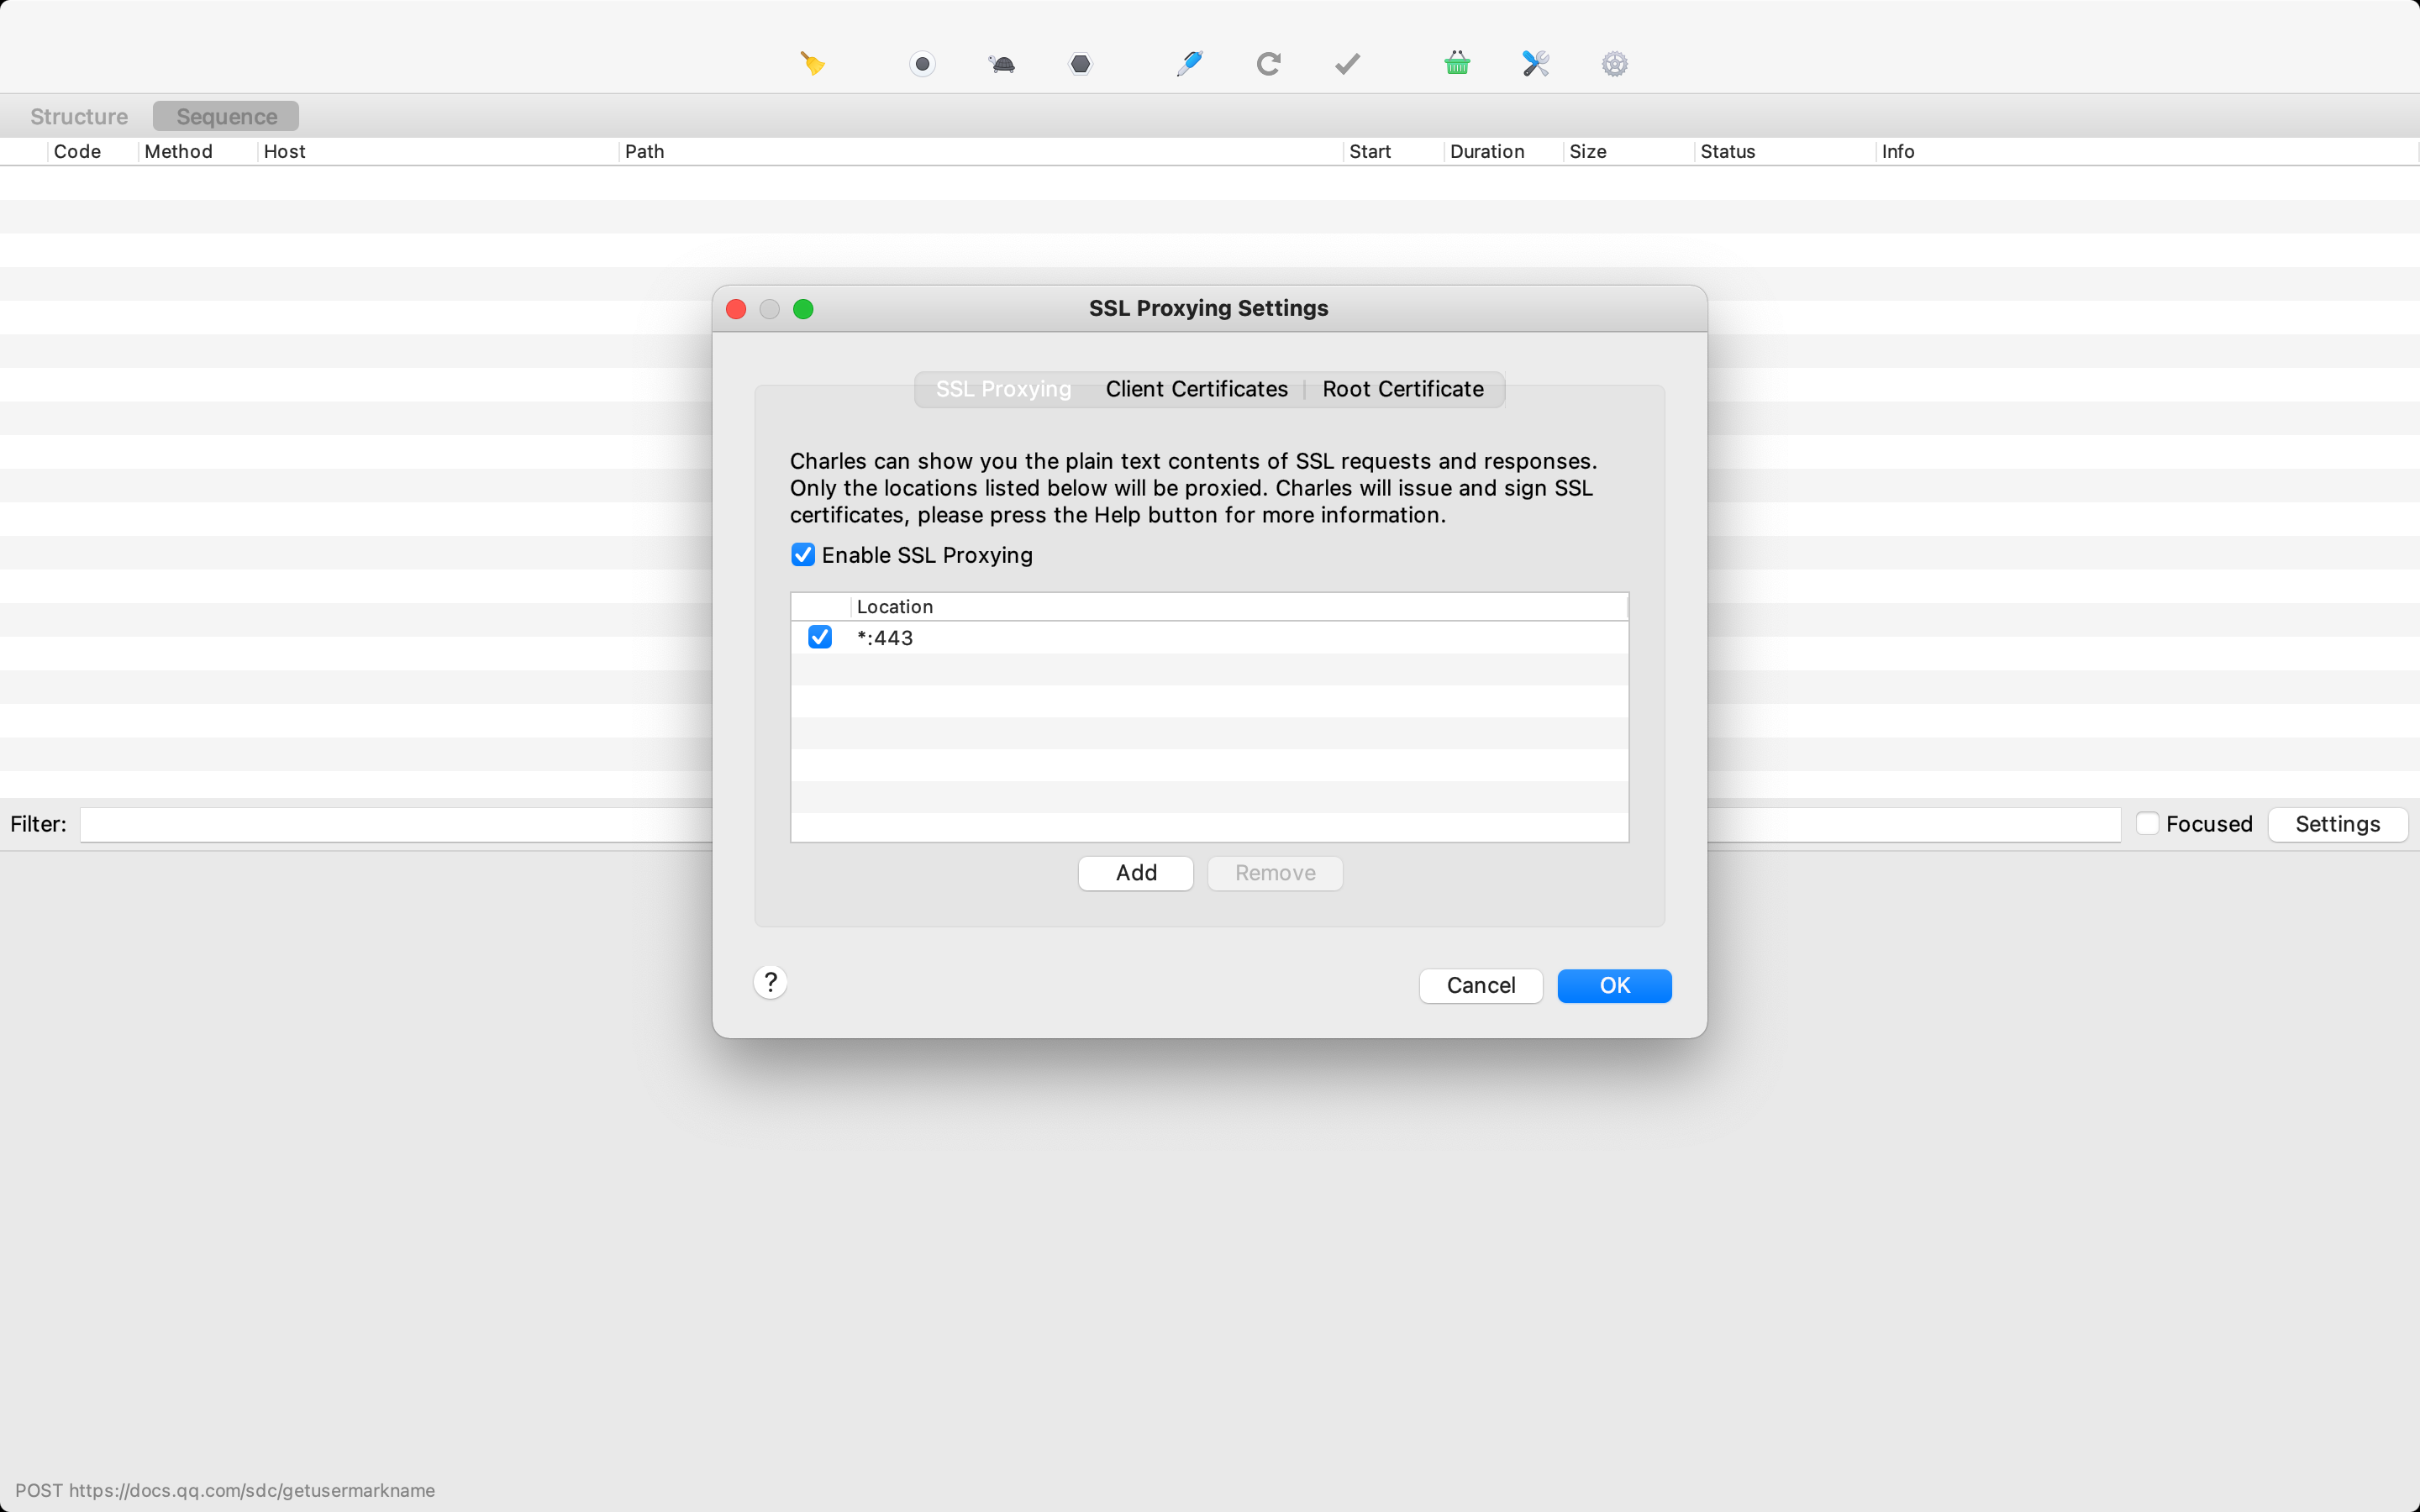 Structure Sequence
Code Method Host Path Start Duration Size Status Info
SSL Proxying Settings
SSL Proxying Client Certificates Root Certificate
Charles can show you the plain text contents of SSL requests and responses.
Only the locations listed below will be proxied. Charles will issue and sign SSL
certificates, please press the Help button for more information.
Enable SSL Proxying
Location
*:443
Filter: Focused Settings
Add Remove
? Cancel OK
POST https://docs.qq.com/sdc/getusermarkname